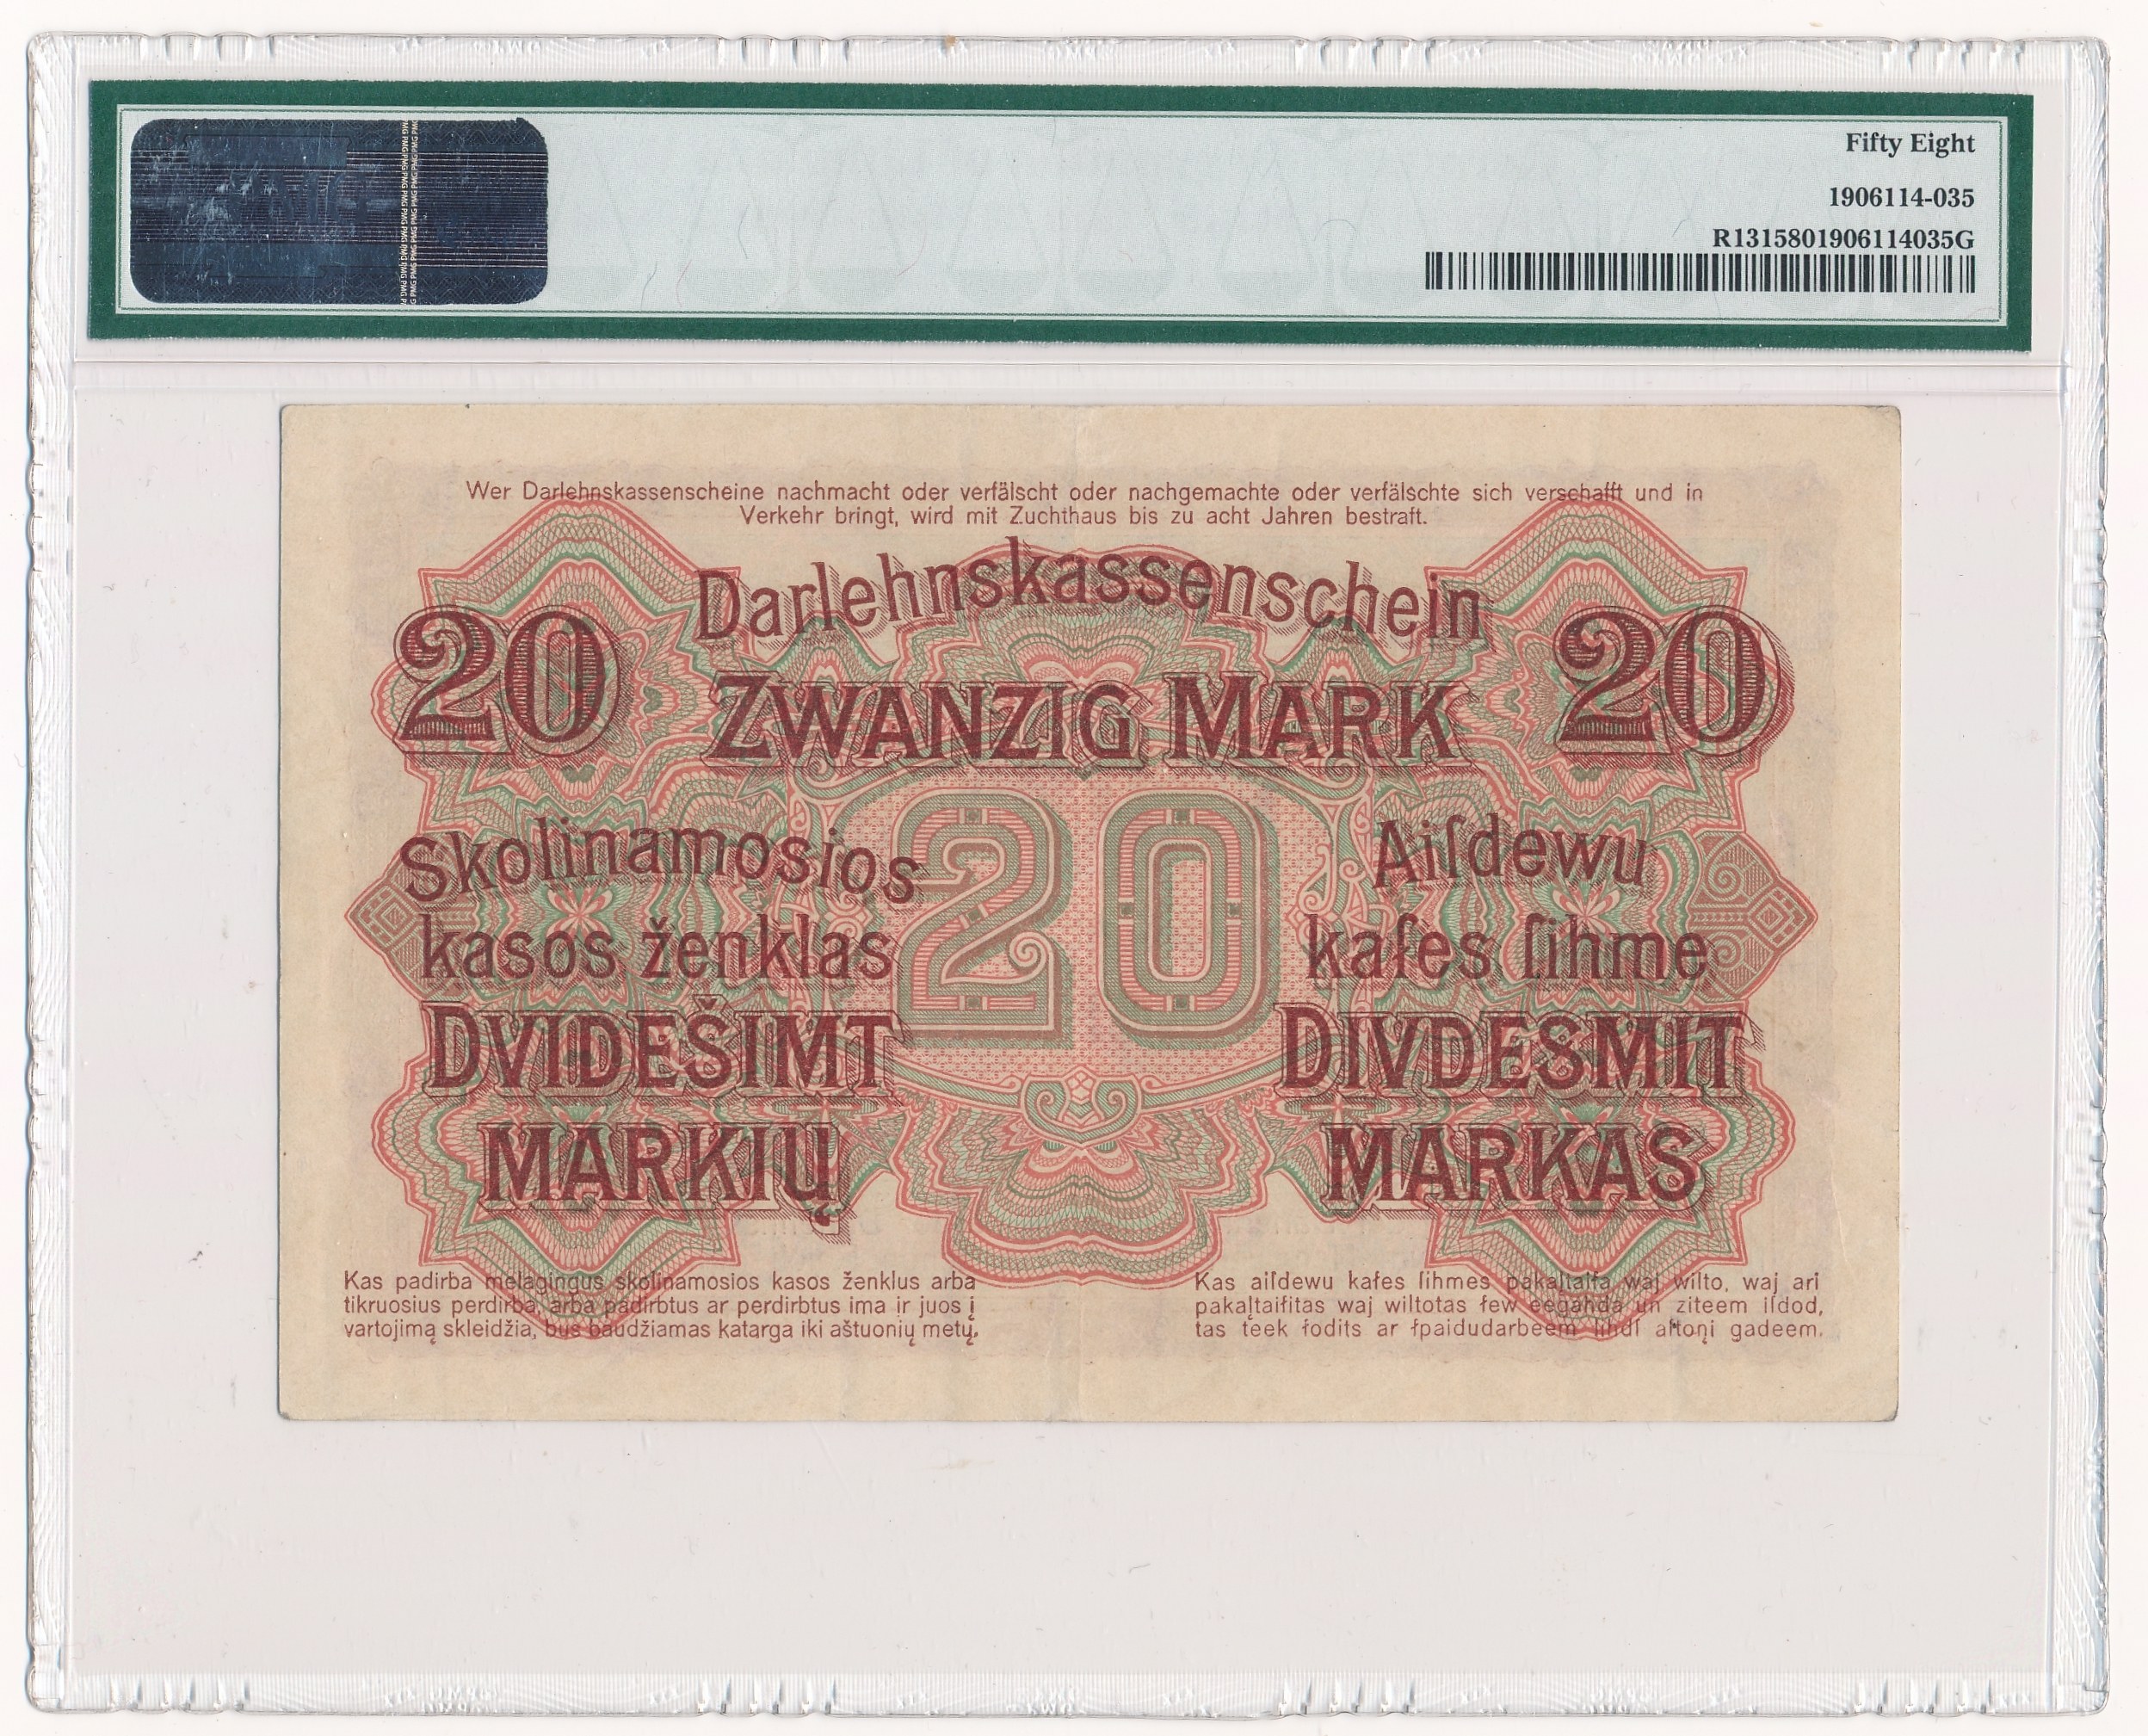 Fifty Eight
1906114-035
R1315801906114035G
Wer Darlehnskassenscheine nachmacht oder verfälscht oder nachgemachte oder verfälschte sich verschafft und in
Verkehr bringt, wird mit Zuchthaus bis zu acht Jahren bestraft.
Darlehnskassenschein
20 ZWANZIG MARK 20
20
Skolinamosios
kasos ženklas
DVIDEŠIMT
MARKIŲ
Aiſdewu
kaſes ſihme
DIVDESMIT
MARKAS
Kas padirba melagingus skolinamosios kasos ženklus arba
tikruosius perdirba, arba padirbtus ar perdirbtus ima ir juos į
vartojimą skleidžia, bus baudžiamas katarga iki aštuonių metų.
Kas aiſdewu kaſes ſihmes pakaļtaiſa waj wilto, waj ari
pakaļtaiſitas waj wiltotas ſew eegahdā un ziteem iſdod,
tas teek ſodits ar ſpaidudarbeem lihdſ aſtoņi gadeem.